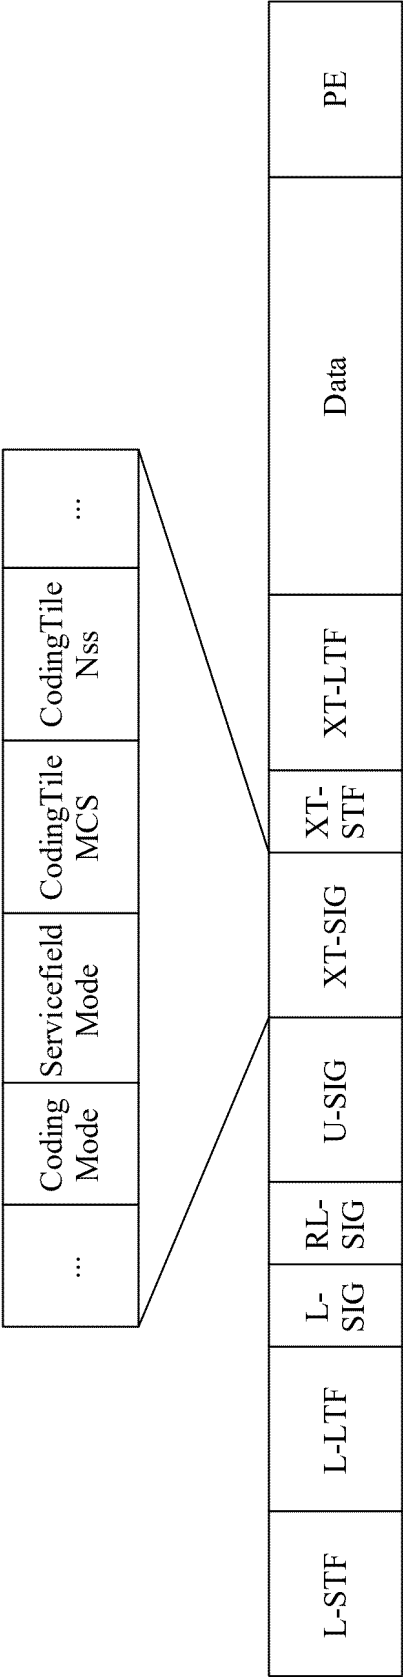 ...
Coding
Mode
Servicefield
Mode
CodingTile
MCS
CodingTile
Nss
...
L-STF
L-LTF
L-
SIG
RL-
SIG
U-SIG
XT-SIG
XT-
STF
XT-LTF
Data
PE